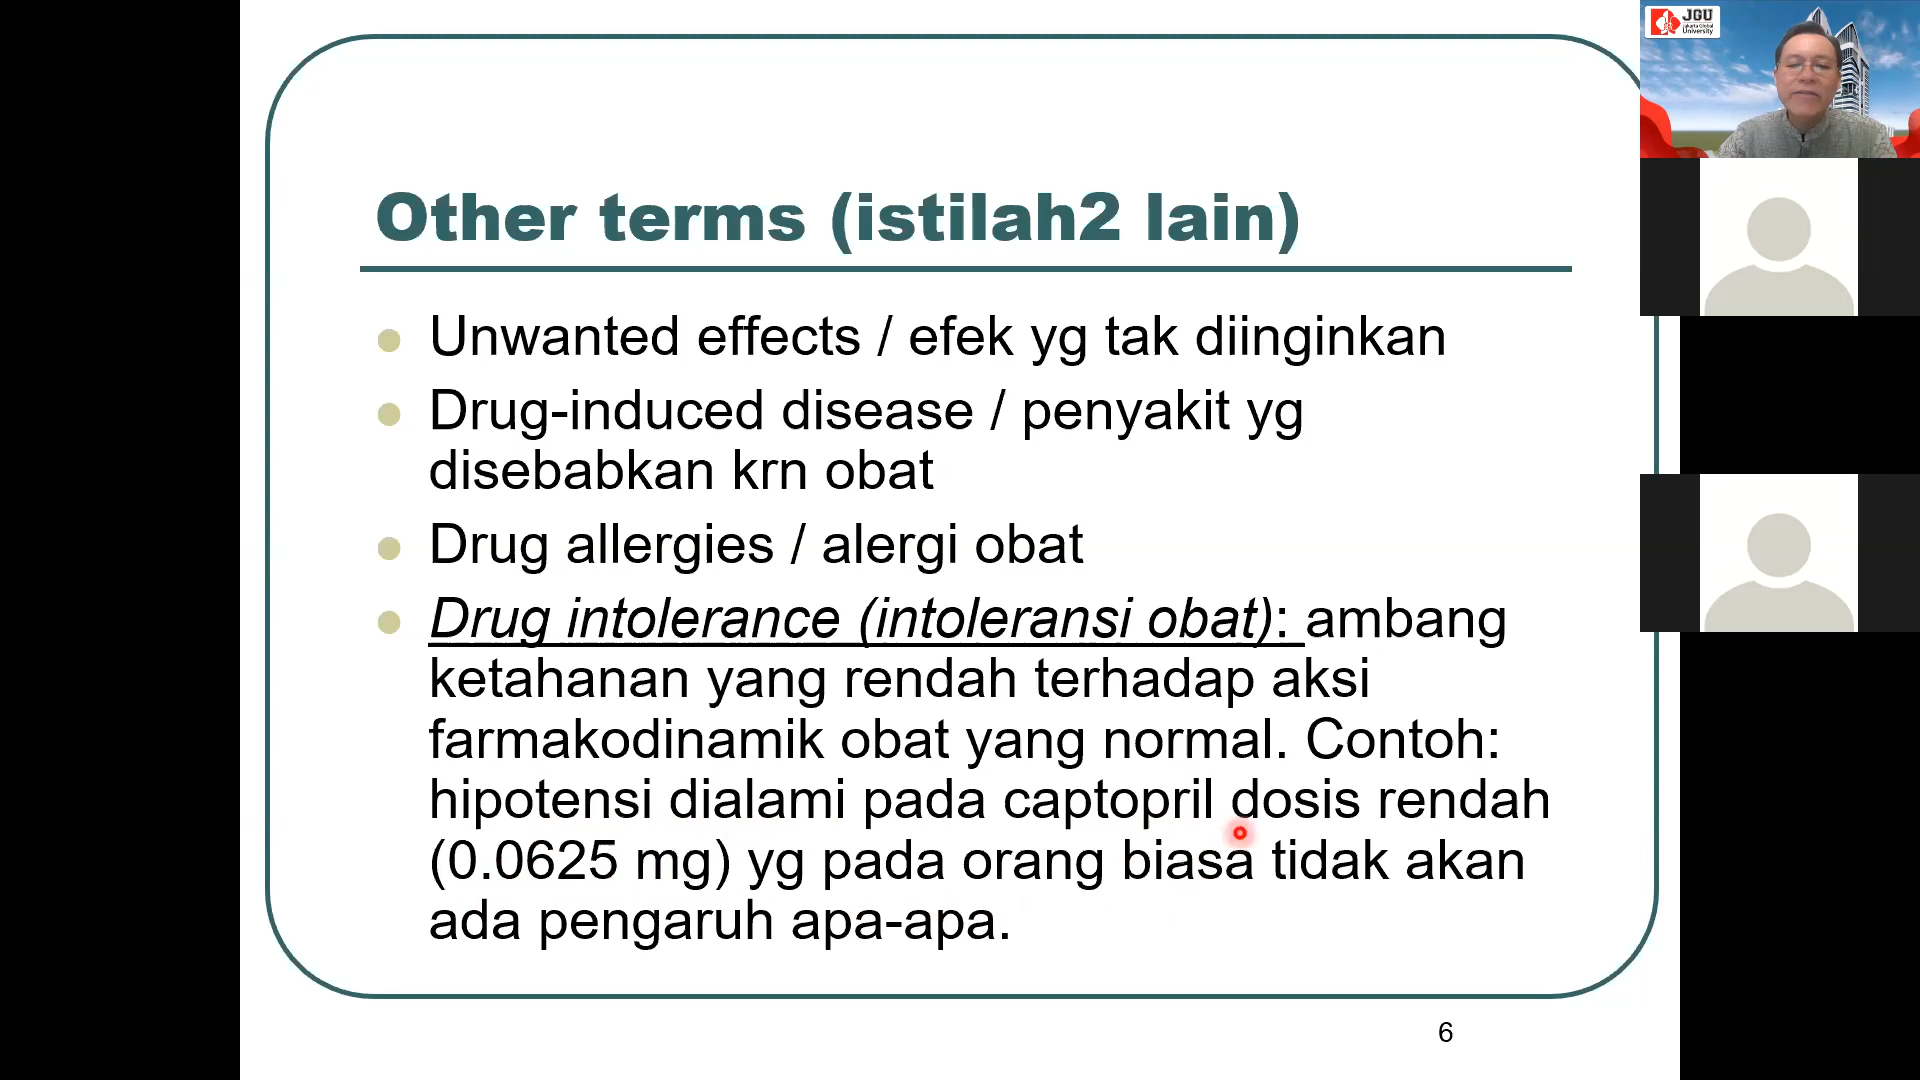 Other terms (istilah2 lain)
Unwanted effects / efek yg tak diinginkan
Drug-induced disease / penyakit yg
disebabkan krn obat
Drug allergies / alergi obat
Drug intolerance (intoleransi obat): ambang
ketahanan yang rendah terhadap aksi
farmakodinamik obat yang normal. Contoh:
hipotensi dialami pada captopril dosis rendah
(0.0625 mg) yg pada orang biasa tidak akan
ada pengaruh apa-apa.
6
JGU
Jakarta Global
University